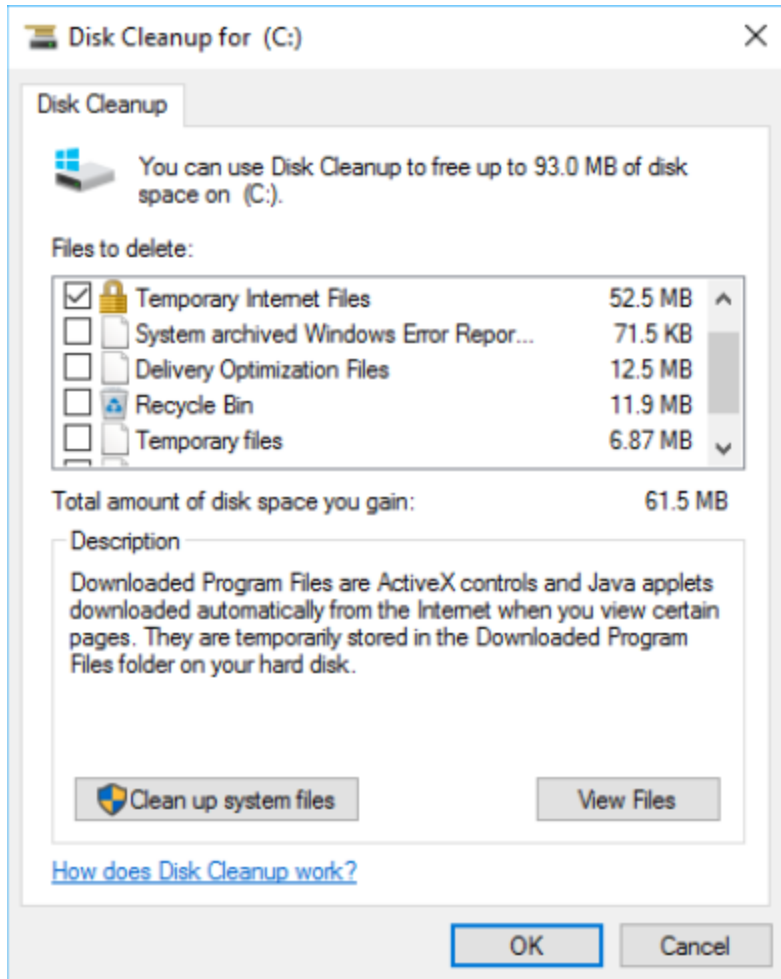 Disk Cleanup for (C:)
Disk Cleanup
You can use Disk Cleanup to free up to 93.0 MB of disk
space on (C:).
Files to delete:
Temporary Internet Files 52.5 MB
System archived Windows Error Repor... 71.5 KB
Delivery Optimization Files 12.5 MB
Recycle Bin 11.9 MB
Temporary files 6.87 MB
Total amount of disk space you gain: 61.5 MB
Description
Downloaded Program Files are ActiveX controls and Java applets
downloaded automatically from the Internet when you view certain
pages. They are temporarily stored in the Downloaded Program
Files folder on your hard disk.
Clean up system files View Files
How does Disk Cleanup work?
OK Cancel